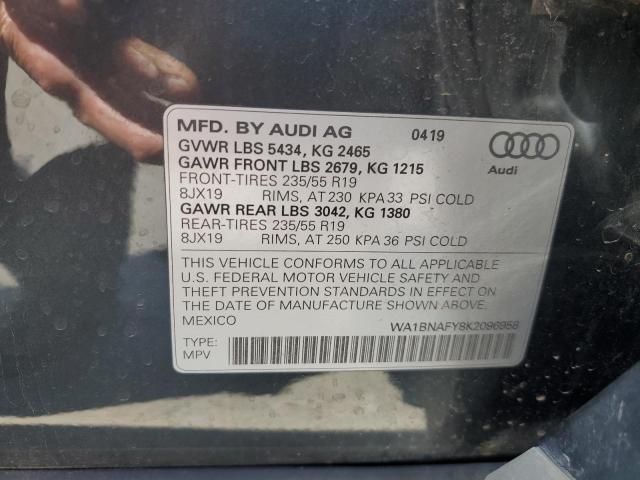 MFD. BY AUDI AG 0419
GVWR LBS 5434, KG 2465
GAWR FRONT LBS 2679, KG 1215
FRONT-TIRES 235/55 R19
8JX19 RIMS, AT 230 KPA 33 PSI COLD
GAWR REAR LBS 3042, KG 1380
REAR-TIRES 235/55 R19
8JX19 RIMS, AT 250 KPA 36 PSI COLD
Audi
THIS VEHICLE CONFORMS TO ALL APPLICABLE
U.S. FEDERAL MOTOR VEHICLE SAFETY AND
THEFT PREVENTION STANDARDS IN EFFECT ON
THE DATE OF MANUFACTURE SHOWN ABOVE.
MEXICO
WA1BNAFY8K2096958
TYPE:
MPV